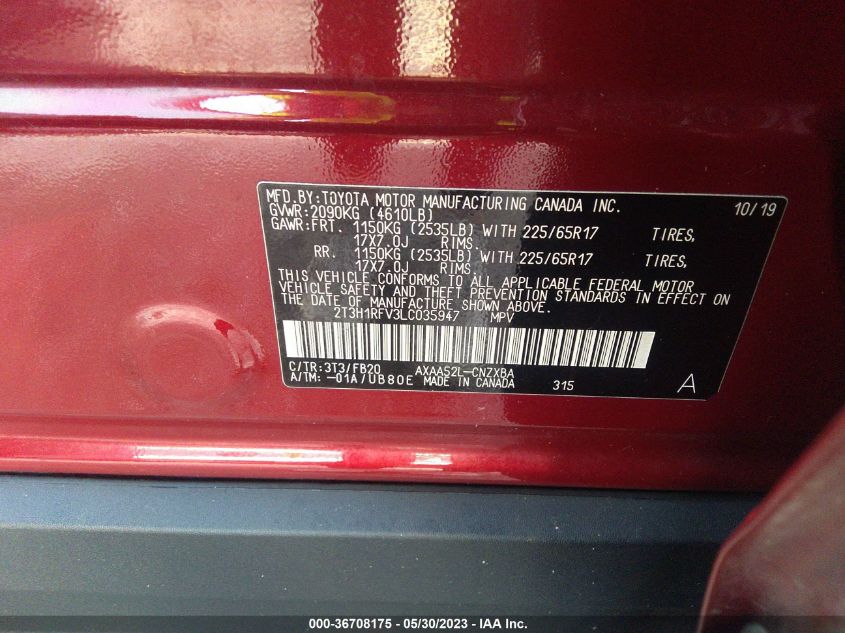 MFD.BY:TOYOTA MOTOR MANUFACTURING CANADA INC. 10/19
GVWR:2090KG (4610LB)
GAWR:FRT. 1150KG (2535LB) WITH 225/65R17 TIRES,
17X7.0J RIMS.
RR. 1150KG (2535LB) WITH 225/65R17 TIRES,
17X7.0J RIMS.
THIS VEHICLE CONFORMS TO ALL APPLICABLE FEDERAL MOTOR
VEHICLE SAFETY AND THEFT PREVENTION STANDARDS IN EFFECT ON
THE DATE OF MANUFACTURE SHOWN ABOVE.
2T3H1RFV3LC035947 MPV
C/TR:3T3/FB20 AXAA52L-CNZXBA
A/TM:-01A/UB80E MADE IN CANADA 315 A
000-36708175 - 05/30/2023 - IAA Inc.